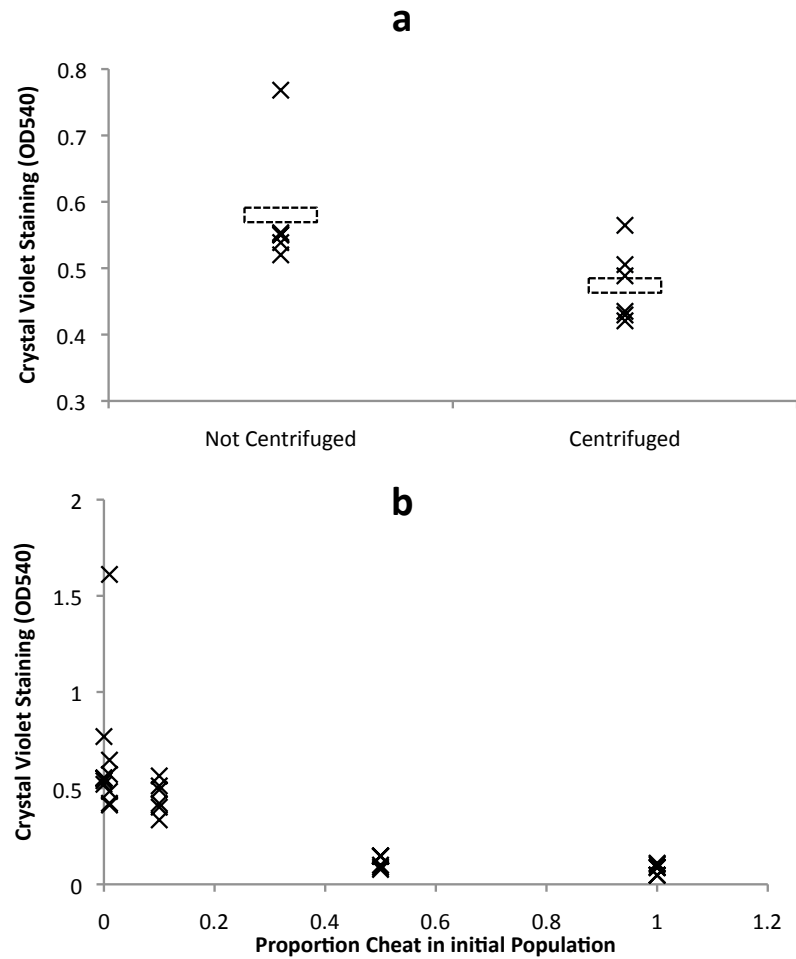 a
Crystal Violet Staining (OD540)
0.8
0.7
0.6
0.5
0.4
0.3
Not Centrifuged
Centrifuged
b
Crystal Violet Staining (OD540)
2
1.5
1
0.5
0
0
0.2
0.4
0.6
0.8
1
1.2
Proportion Cheat in initial Population